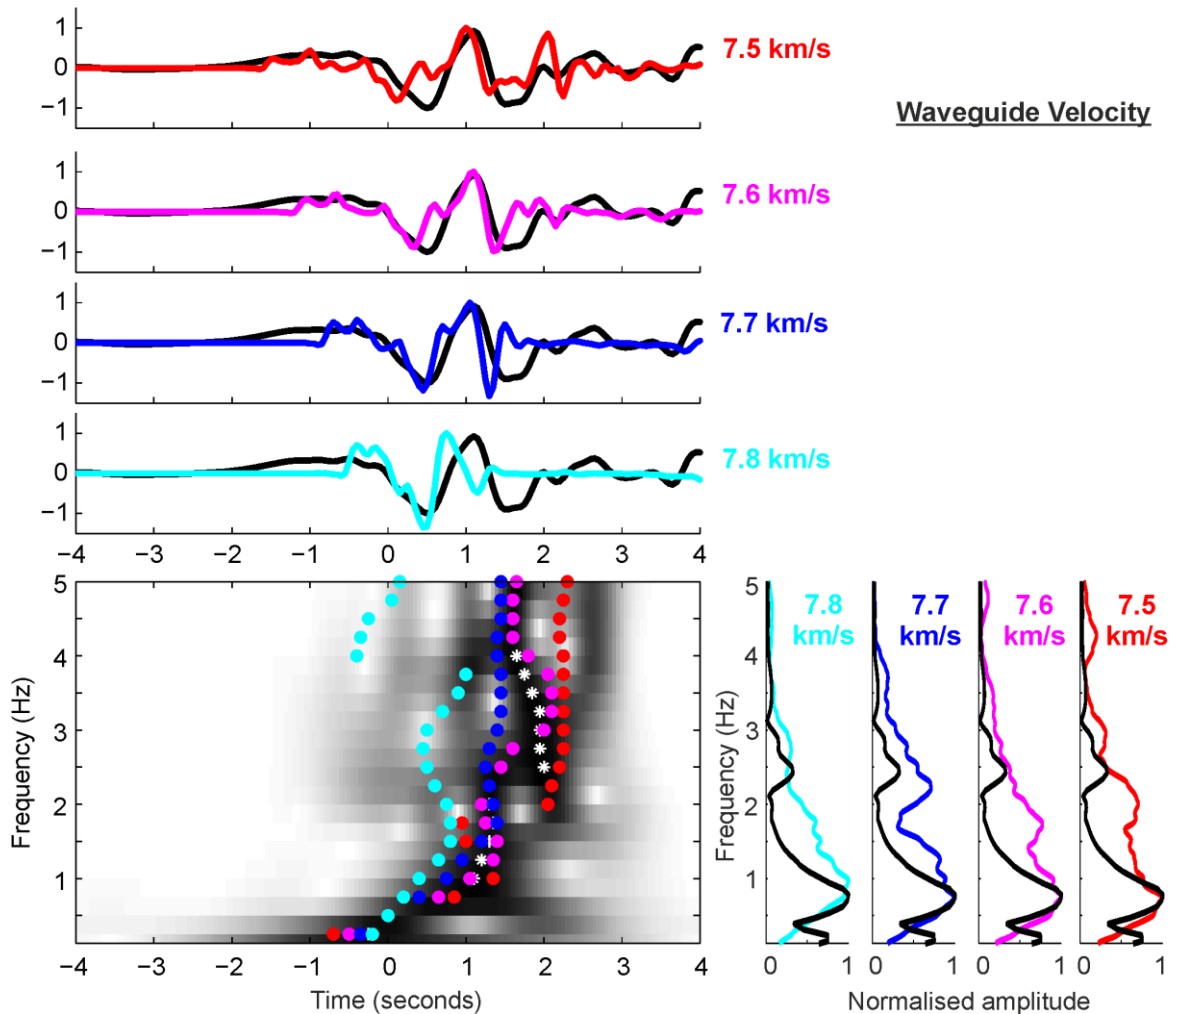 1
0
−1
7.5 km/s
Waveguide Velocity
1
0
−1
7.6 km/s
1
0
−1
7.7 km/s
1
0
−1
7.8 km/s
−4 −3 −2 −1 0 1 2 3 4
5
4
3
2
1
Frequency (Hz)
−4 −3 −2 −1 0 1 2 3 4
Time (seconds)
5
4
3
2
1
Frequency (Hz)
7.8
km/s
7.7
km/s
7.6
km/s
7.5
km/s
0 1 0 1 0 1 0 1
Normalised amplitude